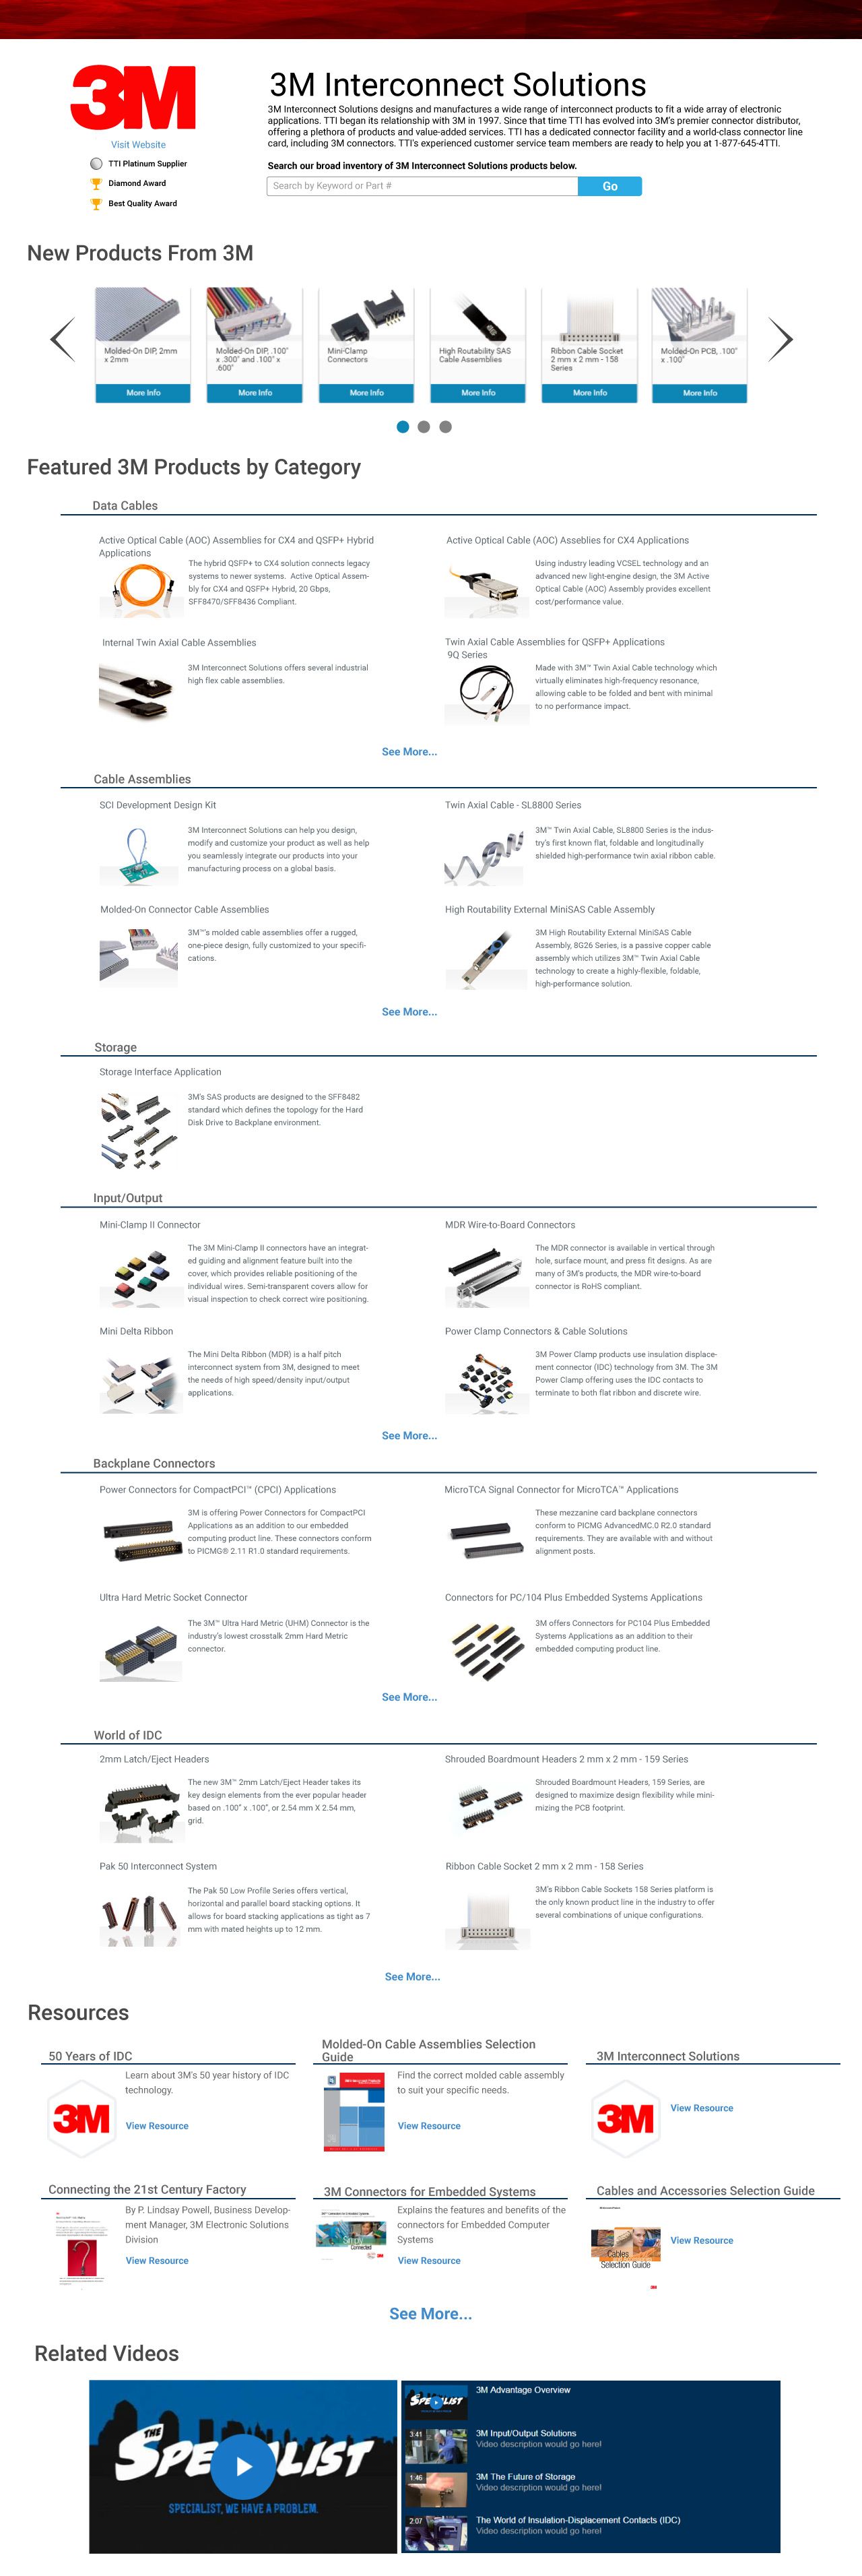 3M
Visit Website
TTI Platinum Supplier
Diamond Award
Best Quality Award
3M Interconnect Solutions
3M Interconnect Solutions designs and manufactures a wide range of interconnect products to fit a wide array of electronic
applications. TTI began its relationship with 3M in 1997. Since that time TTI has evolved into 3M's premier connector distributor,
offering a plethora of products and value-added services. TTI has a dedicated connector facility and a world-class connector line
card, including 3M connectors. TTI's experienced customer service team members are ready to help you at 1-877-645-4TTI.
Search our broad inventory of 3M Interconnect Solutions products below.
Search by Keyword or Part #
Go
New Products From 3M
Molded-On DIP, 2mm
x 2mm
More Info
Molded-On DIP, .100"
x .300" and .100" x
.600"
More Info
Mini-Clamp
Connectors
More Info
High Routability SAS
Cable Assemblies
More Info
Ribbon Cable Socket
2 mm x 2 mm - 158
Series
More Info
Molded-On PCB, .100"
x .100"
More Info
Featured 3M Products by Category
Data Cables
Active Optical Cable (AOC) Assemblies for CX4 and QSFP+ Hybrid
Applications
The hybrid QSFP+ to CX4 solution connects legacy
systems to newer systems. Active Optical Assem-
bly for CX4 and QSFP+ Hybrid, 20 Gbps,
SFF8470/SFF8436 Compliant.
Active Optical Cable (AOC) Asseblies for CX4 Applications
Using industry leading VCSEL technology and an
advanced new light-engine design, the 3M Active
Optical Cable (AOC) Assembly provides excellent
cost/performance value.
Internal Twin Axial Cable Assemblies
3M Interconnect Solutions offers several industrial
high flex cable assemblies.
Twin Axial Cable Assemblies for QSFP+ Applications
9Q Series
Made with 3M™ Twin Axial Cable technology which
virtually eliminates high-frequency resonance,
allowing cable to be folded and bent with minimal
to no performance impact.
See More...
Cable Assemblies
SCI Development Design Kit
3M Interconnect Solutions can help you design,
modify and customize your product as well as help
you seamlessly integrate our products into your
manufacturing process on a global basis.
Twin Axial Cable - SL8800 Series
3M™ Twin Axial Cable, SL8800 Series is the indus-
try's first known flat, foldable and longitudinally
shielded high-performance twin axial ribbon cable.
Molded-On Connector Cable Assemblies
3M™'s molded cable assemblies offer a rugged,
one-piece design, fully customized to your specifi-
cations.
High Routability External MiniSAS Cable Assembly
3M High Routability External MiniSAS Cable
Assembly, 8G26 Series, is a passive copper cable
assembly which utilizes 3M™ Twin Axial Cable
technology to create a highly-flexible, foldable,
high-performance solution.
See More...
Storage
Storage Interface Application
3M's SAS products are designed to the SFF8482
standard which defines the topology for the Hard
Disk Drive to Backplane environment.
Input/Output
Mini-Clamp II Connector
The 3M Mini-Clamp II connectors have an integrat-
ed guiding and alignment feature built into the
cover, which provides reliable positioning of the
individual wires. Semi-transparent covers allow for
visual inspection to check correct wire positioning.
MDR Wire-to-Board Connectors
The MDR connector is available in vertical through
hole, surface mount, and press fit designs. As are
many of 3M's products, the MDR wire-to-board
connector is RoHS compliant.
Mini Delta Ribbon
The Mini Delta Ribbon (MDR) is a half pitch
interconnect system from 3M, designed to meet
the needs of high speed/density input/output
applications.
Power Clamp Connectors & Cable Solutions
3M Power Clamp products use insulation displace-
ment connector (IDC) technology from 3M. The 3M
Power Clamp offering uses the IDC contacts to
terminate to both flat ribbon and discrete wire.
See More...
Backplane Connectors
Power Connectors for CompactPCI™ (CPCI) Applications
3M is offering Power Connectors for CompactPCI
Applications as an addition to our embedded
computing product line. These connectors conform
to PICMG® 2.11 R1.0 standard requirements.
MicroTCA Signal Connector for MicroTCA™ Applications
These mezzanine card backplane connectors
conform to PICMG AdvancedMC.0 R2.0 standard
requirements. They are available with and without
alignment posts.
Ultra Hard Metric Socket Connector
The 3M™ Ultra Hard Metric (UHM) Connector is the
industry's lowest crosstalk 2mm Hard Metric
connector.
Connectors for PC/104 Plus Embedded Systems Applications
3M offers Connectors for PC104 Plus Embedded
Systems Applications as an addition to their
embedded computing product line.
See More...
World of IDC
2mm Latch/Eject Headers
The new 3M™ 2mm Latch/Eject Header takes its
key design elements from the ever popular header
based on .100" x .100", or 2.54 mm X 2.54 mm,
grid.
Shrouded Boardmount Headers 2 mm x 2 mm - 159 Series
Shrouded Boardmount Headers, 159 Series, are
designed to maximize design flexibility while mini-
mizing the PCB footprint.
Pak 50 Interconnect System
The Pak 50 Low Profile Series offers vertical,
horizontal and parallel board stacking options. It
allows for board stacking applications as tight as 7
mm with mated heights up to 12 mm.
Ribbon Cable Socket 2 mm x 2 mm - 158 Series
3M's Ribbon Cable Sockets 158 Series platform is
the only known product line in the industry to offer
several combinations of unique configurations.
See More...
Resources
50 Years of IDC
3M
Learn about 3M's 50 year history of IDC
technology.
View Resource
Molded-On Cable Assemblies Selection
Guide
Find the correct molded cable assembly
to suit your specific needs.
View Resource
3M Interconnect Solutions
3M
View Resource
Connecting the 21st Century Factory
By P. Lindsay Powell, Business Develop-
ment Manager, 3M Electronic Solutions
Division
View Resource
3M Connectors for Embedded Systems
Connected
Explains the features and benefits of the
connectors for Embedded Computer
Systems
View Resource
Cables and Accessories Selection Guide
Cables
Selection Guide
View Resource
See More...
Related Videos
THE
SPECIALIST
SPECIALIST, WE HAVE A PROBLEM.
3M Advantage Overview
3:41
3M Input/Output Solutions
Video description would go here!
1:46
3M The Future of Storage
Video description would go here!
2:07
The World of Insulation-Displacement Contacts (IDC)
Video description would go here!